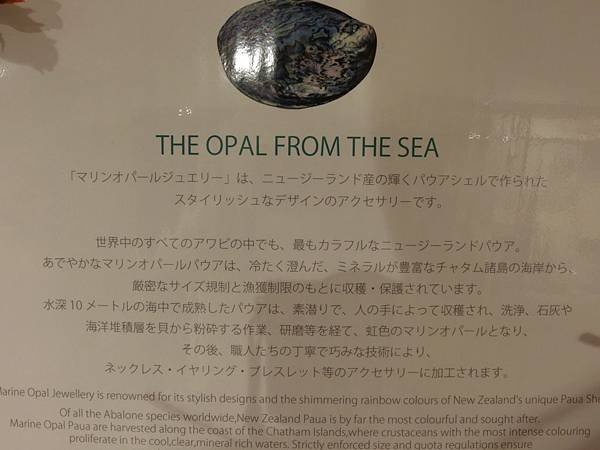 THE OPAL FROM THE SEA
「マリンオパールジュエリー」は、ニュージーランド産の輝くパウアシェルで作られた
スタイリッシュなデザインのアクセサリーです。
世界中のすべてのアワビの中でも、最もカラフルなニュージーランドパウア。
あでやかなマリンオパールパウアは、冷たく澄んだ、ミネラルが豊富なチャタム諸島の海岸から、
厳密なサイズ規制と漁獲制限のもとに収穫・保護されています。
水深10メートルの海中で成熟したパウアは、素潜りで、人の手によって収穫され、洗浄、石灰や
海洋堆積層を貝から粉砕する作業、研磨等を経て、虹色のマリンオパールとなり、
その後、職人たちの丁寧で巧みな技術により、
ネックレス・イヤリング・ブレスレット等のアクセサリーに加工されます。
Marine Opal Jewellery is renowned for its stylish designs and the shimmering rainbow colours of New Zealand's unique Paua She
Of all the Abalone species worldwide,New Zealand Paua is by far the most colourful and sought after.
Marine Opal Paua are harvested along the coast of the Chatham Islands,where crustaceans with the most intense colouring
proliferate in the cool,clear,mineral rich waters. Strictly enforced size and quota regulations ensure